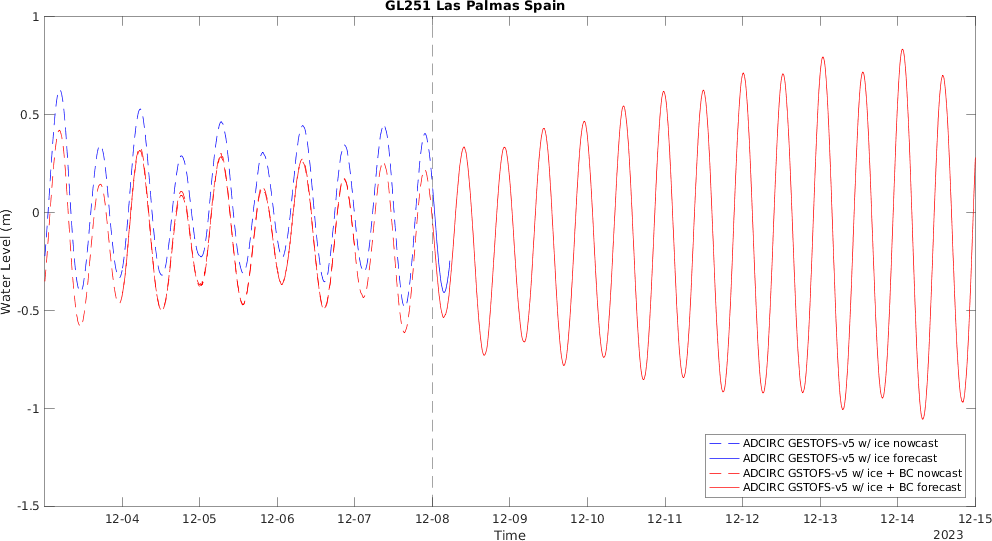 GL251 Las Palmas Spain
1
0.5
0
-0.5
-1
-1.5
Water Level (m)
12-04 12-05 12-06 12-07 12-08 12-09 12-10 12-11 12-12 12-13 12-14 12-15
Time
2023
ADCIRC GESTOFS-v5 w/ ice nowcast
ADCIRC GESTOFS-v5 w/ ice forecast
ADCIRC GSTOFS-v5 w/ ice + BC nowcast
ADCIRC GSTOFS-v5 w/ ice + BC forecast